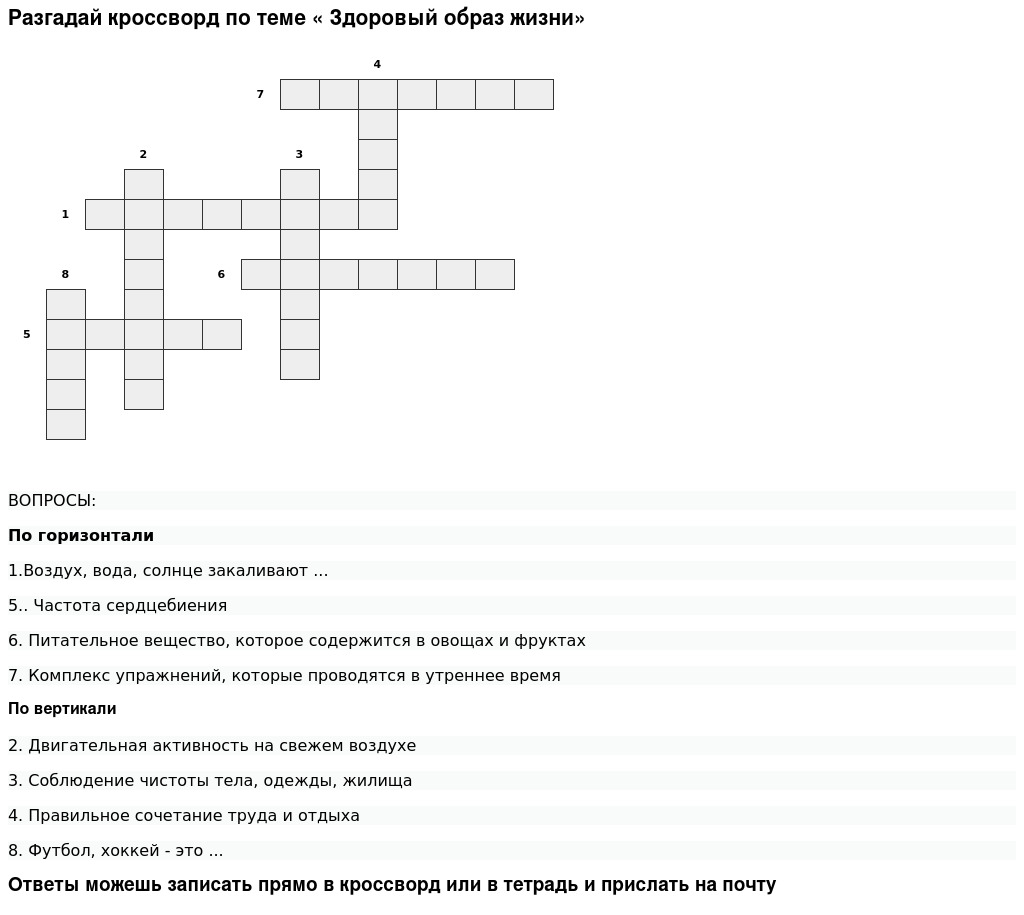 Разгадай кроссворд по теме « Здоровый образ жизни»
4
7
2
3
1
8
6
5
ВОПРОСЫ:
По горизонтали
1.Воздух, вода, солнце закаливают ...
5.. Частота сердцебиения
6. Питательное вещество, которое содержится в овощах и фруктах
7. Комплекс упражнений, которые проводятся в утреннее время
По вертикали
2. Двигательная активность на свежем воздухе
3. Соблюдение чистоты тела, одежды, жилища
4. Правильное сочетание труда и отдыха
8. Футбол, хоккей - это ...
Ответы можешь записать прямо в кроссворд или в тетрадь и прислать на почту